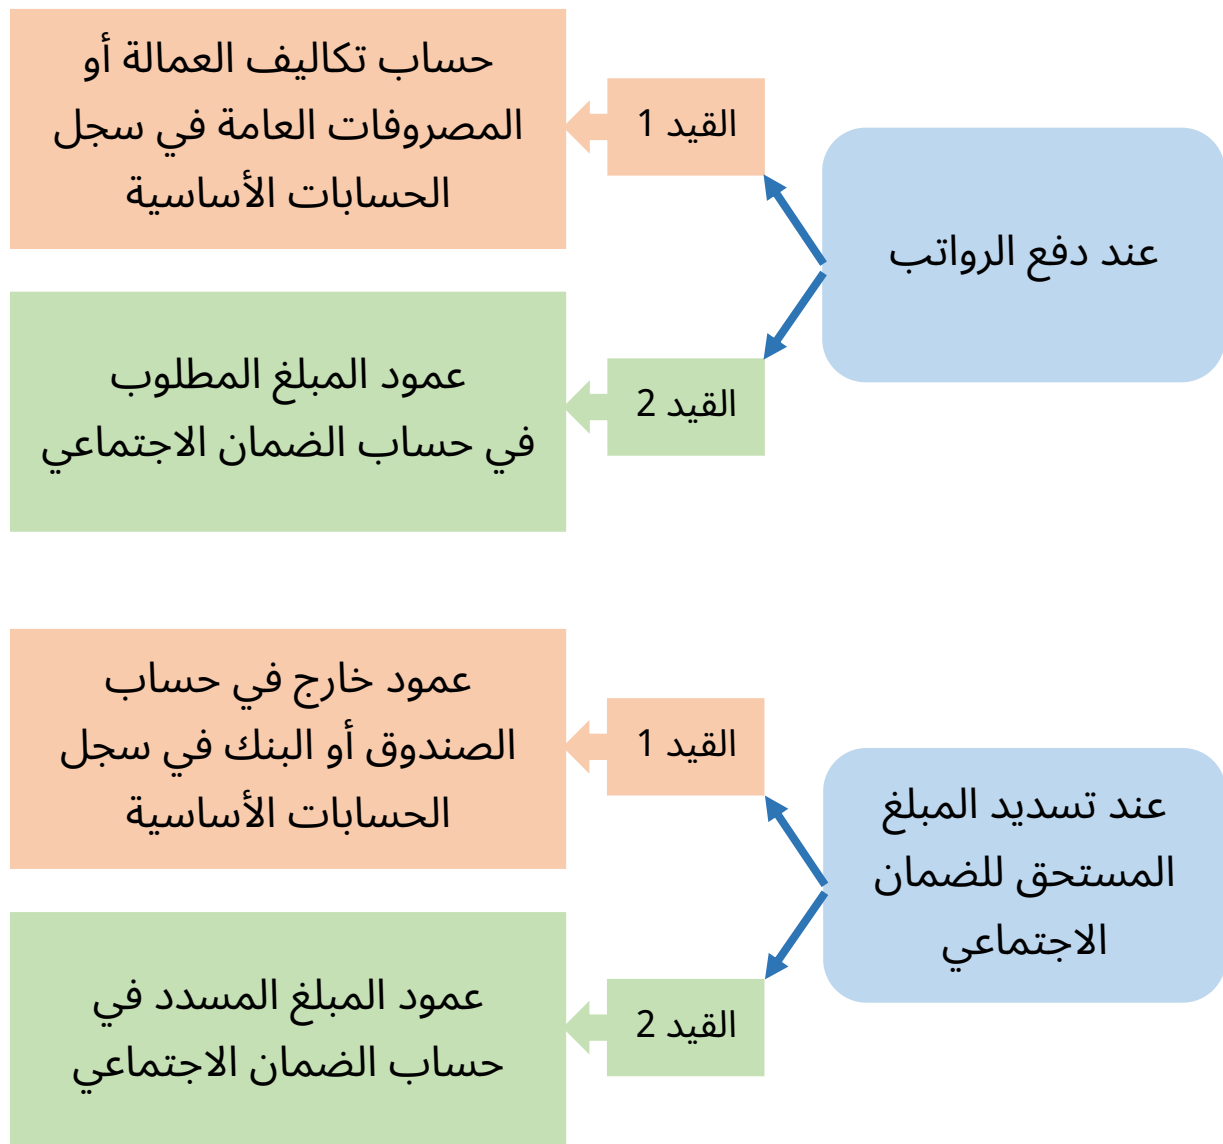 عند دفع الرواتب
القيد 1
حساب تكاليف العمالة أو
المصروفات العامة في سجل
الحسابات الأساسية
القيد 2
عمود المبلغ المطلوب
في حساب الضمان الاجتماعي
عند تسديد المبلغ
المستحق للضمان
الاجتماعي
القيد 1
عمود خارج في حساب
الصندوق أو البنك في سجل
الحسابات الأساسية
القيد 2
عمود المبلغ المسدد في
حساب الضمان الاجتماعي